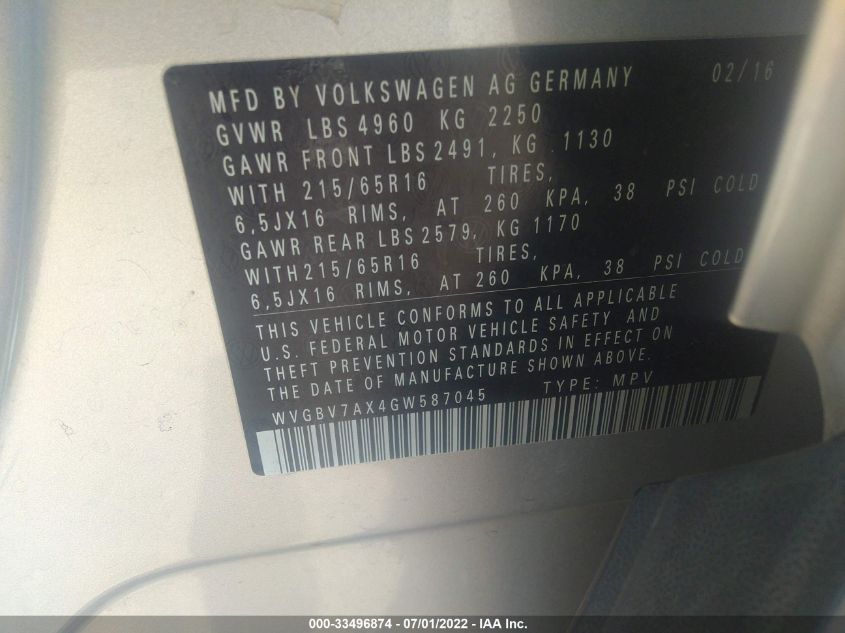 MFD BY VOLKSWAGEN AG GERMANY 02/16
GVWR LBS 4960 KG 2250
GAWR FRONT LBS 2491, KG .1130
WITH 215/65R16 TIRES,
6,5JX16 RIMS, AT 260 KPA, 38 PSI COLD
GAWR REAR LBS 2579, KG 1170
WITH 215/65R16 TIRES,
6,5JX16 RIMS, AT 260 KPA, 38 PSI COLD
THIS VEHICLE CONFORMS TO ALL APPLICABLE
U.S. FEDERAL MOTOR VEHICLE SAFETY AND
THEFT PREVENTION STANDARDS IN EFFECT ON
THE DATE OF MANUFACTURE SHOWN ABOVE.
WVGBV7AX4GW587045 TYPE: MPV
000-33496874 - 07/01/2022 - IAA Inc.